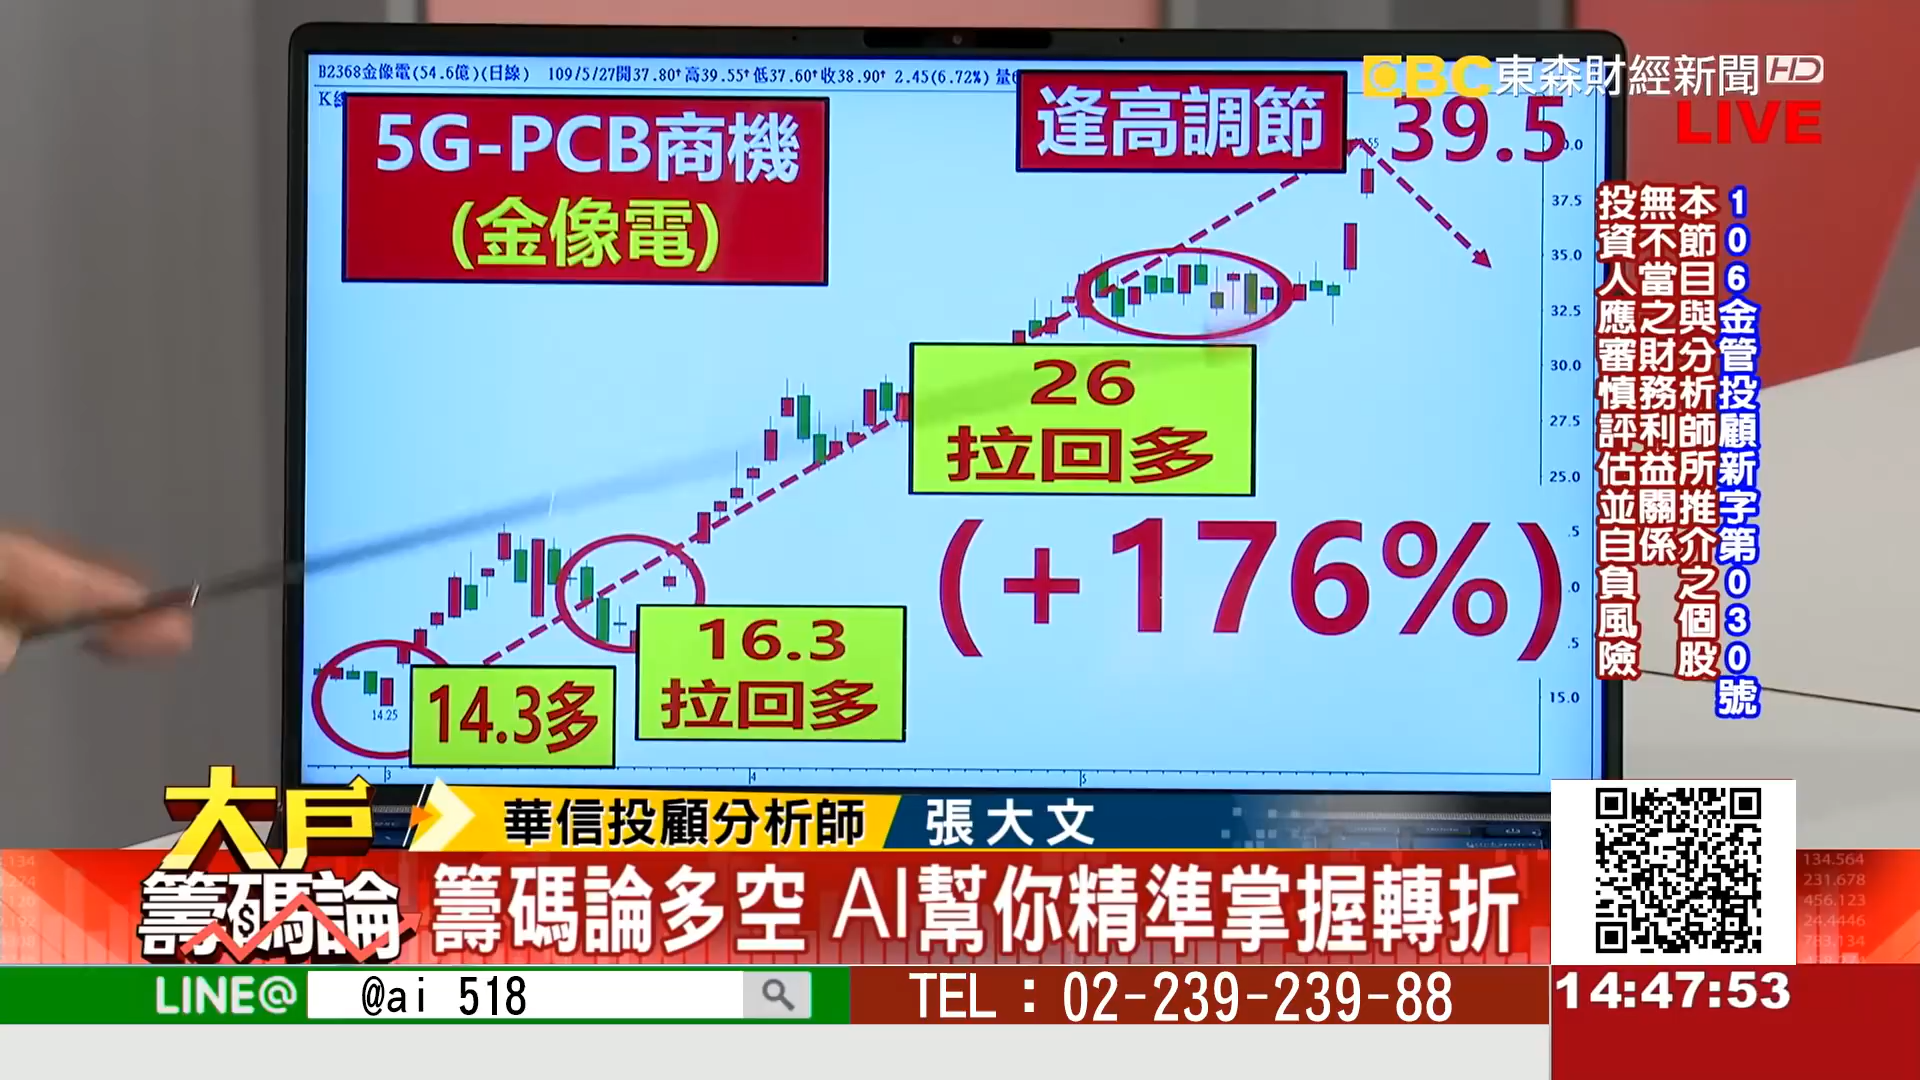 B2368金像電(54.6億)(日線) 109/5/27開37.80↑高39.55↑低37.60↑收38.90↑ 2.45(6.72%) 量6
K線
5G-PCB商機
(金像電)
逢高調節
39.5
EBC東森財經新聞HD
LIVE
37.5
35.0
32.5
30.0
27.5
25.0
15.0
26
拉回多
(+176%)
16.3
拉回多
14.3多
14.25
3
4
5
106金管投顧新字第030號
本節目與分析師所推介之個股
無不當之財務利益關係
投資人應審慎評估並自負風險
大戶
籌碼論
華信投顧分析師
張大文
籌碼論多空 AI幫你精準掌握轉折
LINE@
@ai 518
TEL：02-239-239-88
14:47:53
134.564
231.678
456.123
24.4446
783.134